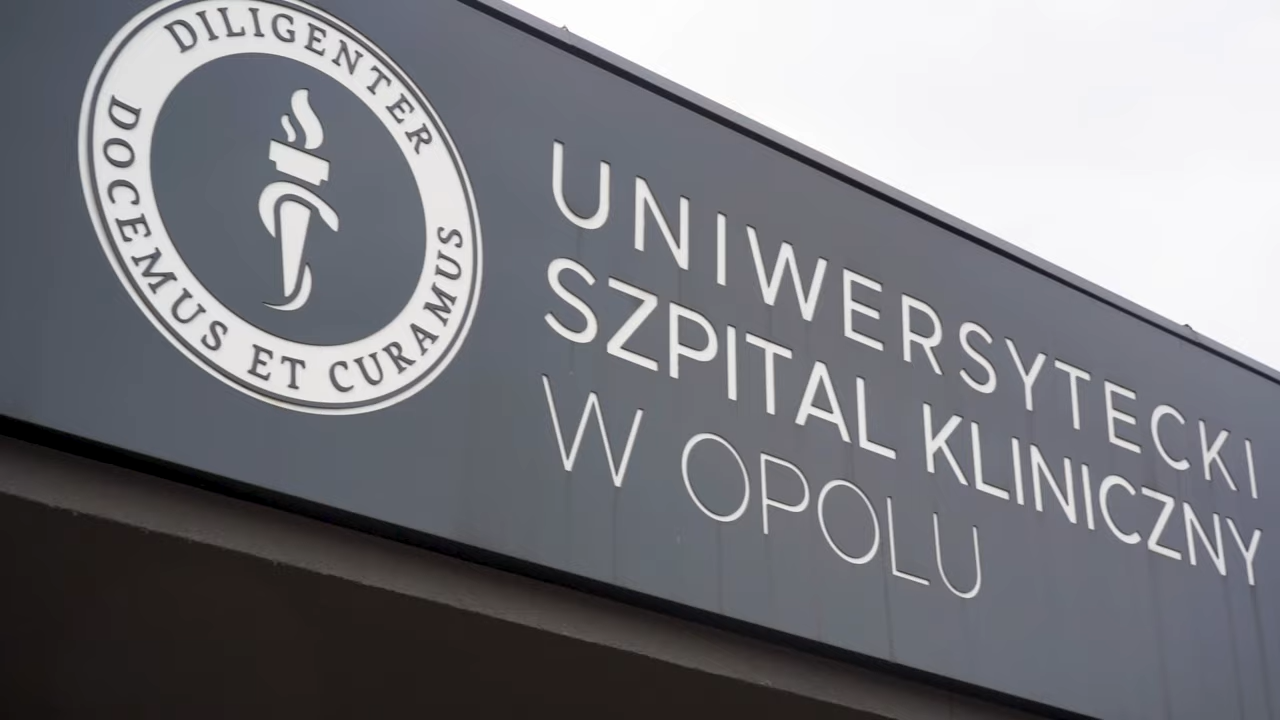 DILIGENTER
DOCEMUS ET CURAMUS
UNIWERSYTECKI
SZPITAL KLINICZNY
W OPOLU